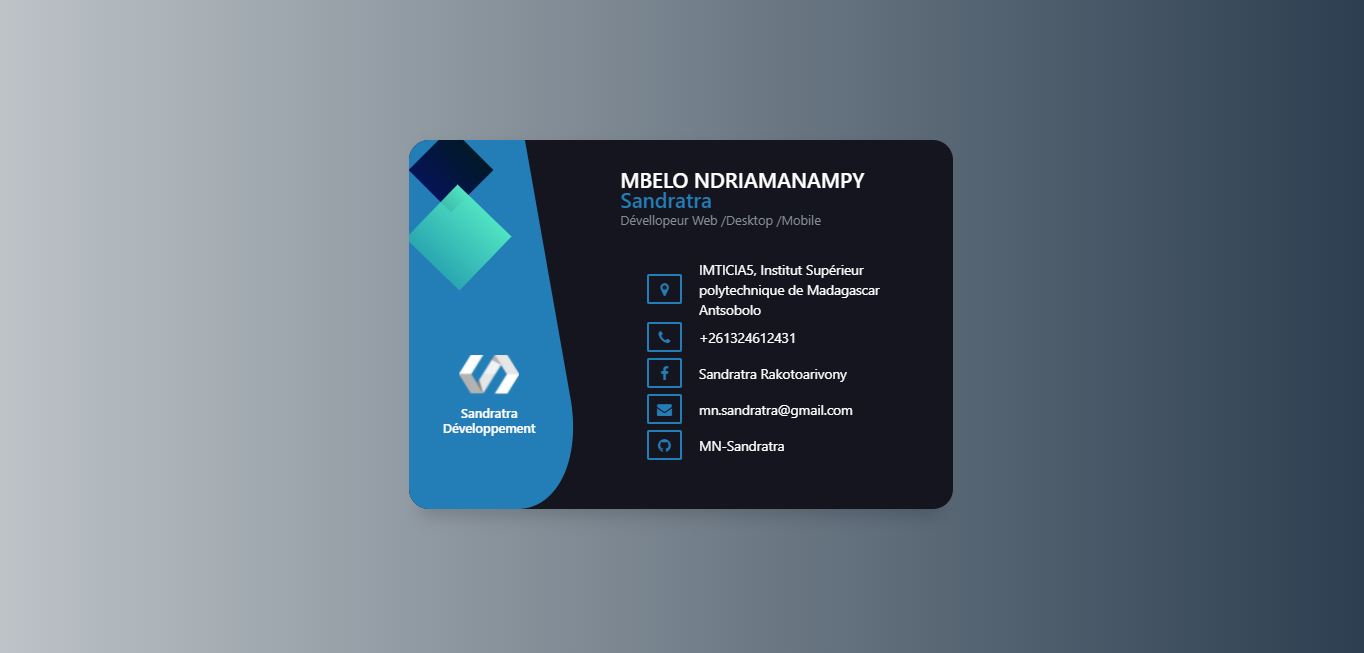 MBELO NDRIAMANAMPY
Sandratra
Dévellopeur Web /Desktop /Mobile
IMTICIA5, Institut Supérieur
polytechnique de Madagascar
Antsobolo
+261324612431
Sandratra Rakotoarivony
mn.sandratra@gmail.com
MN-Sandratra
Sandratra
Développement